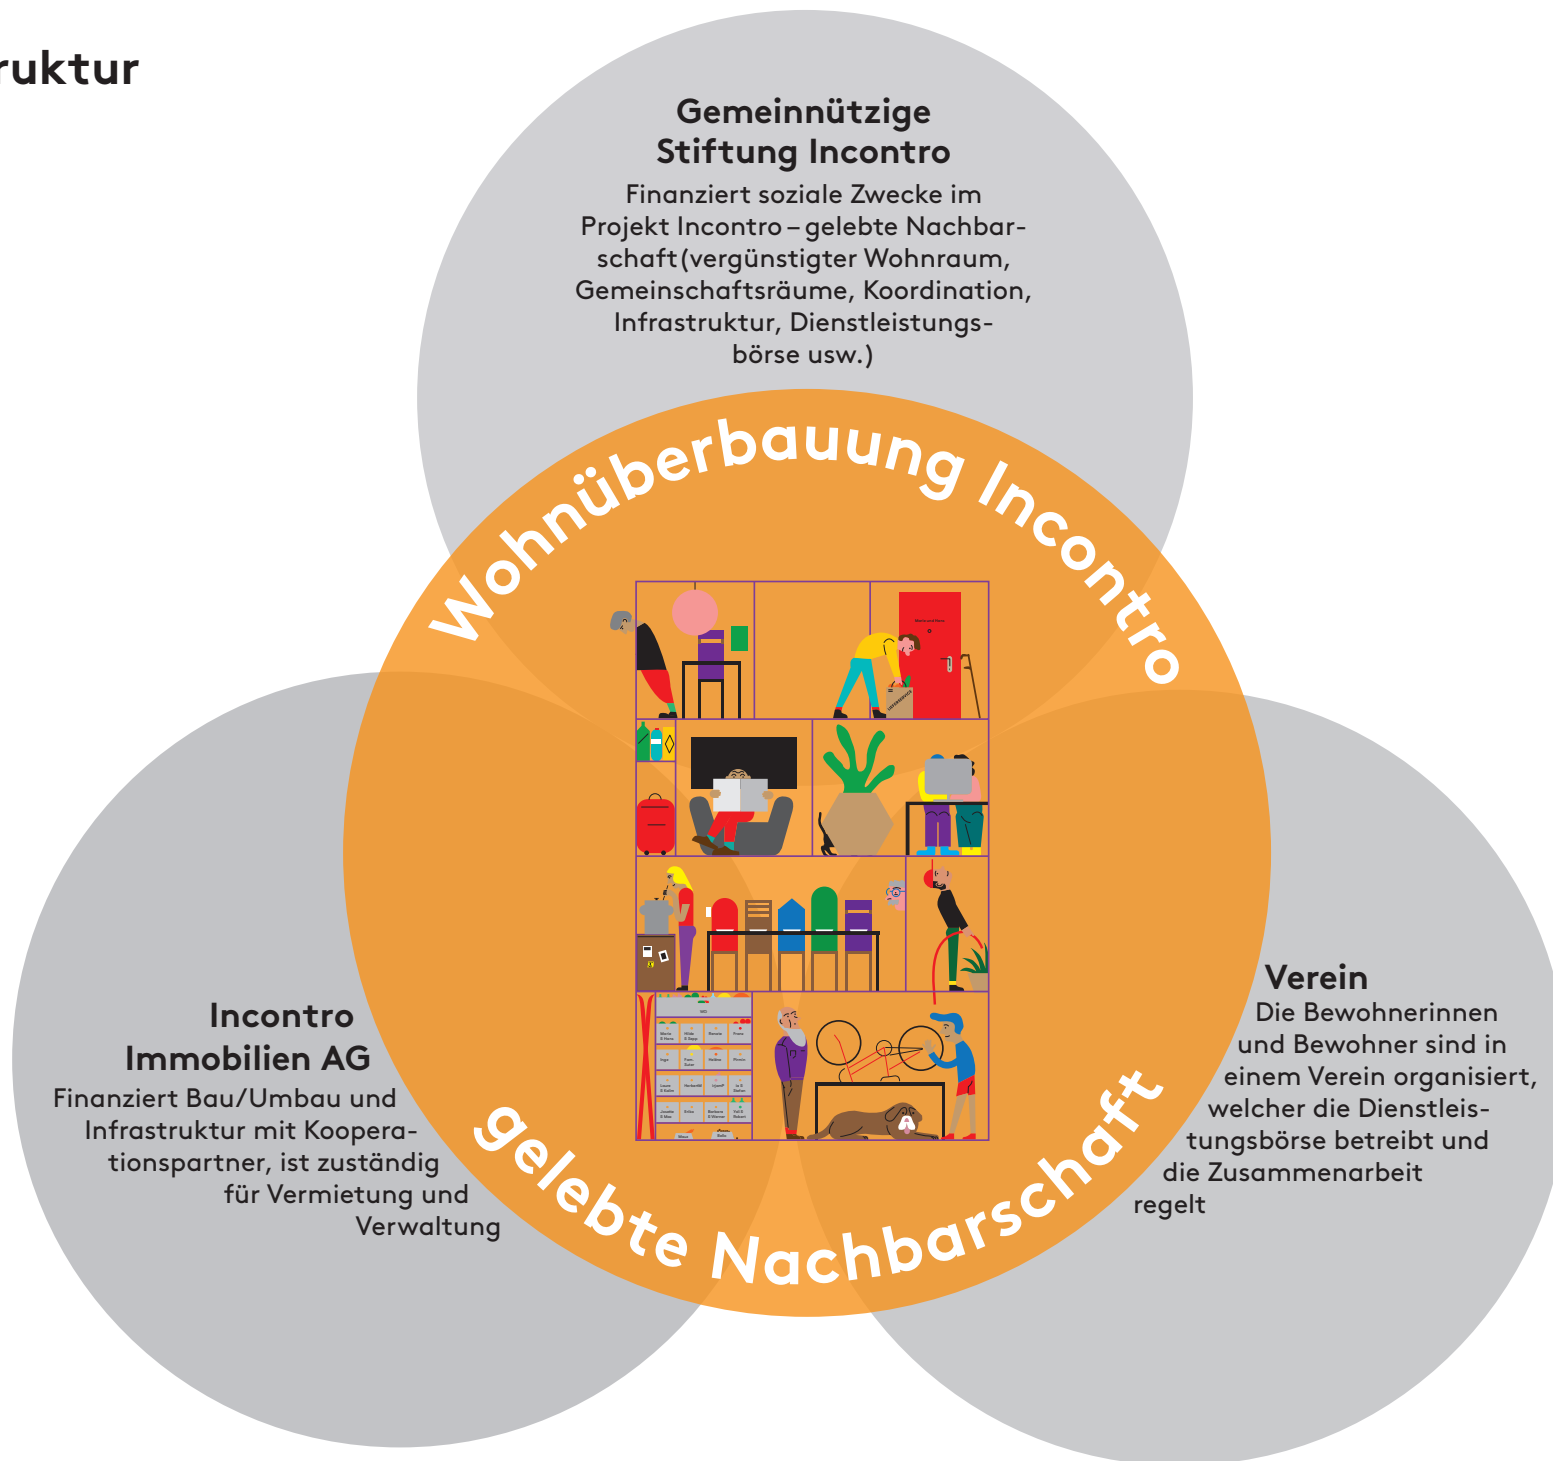 ruktur
Gemeinnützige
Stiftung Incontro
Finanziert soziale Zwecke im
Projekt Incontro – gelebte Nachbar-
schaft (vergünstigter Wohnraum,
Gemeinschaftsräume, Koordination,
Infrastruktur, Dienstleistungs-
börse usw.)
Wohnüberbauung Incontro
gelebte Nachbarschaft
Incontro
Immobilien AG
Finanziert Bau/Umbau und
Infrastruktur mit Koopera-
tionspartner, ist zuständig
für Vermietung und
Verwaltung
Verein
Die Bewohnerinnen
und Bewohner sind in
einem Verein organisiert,
welcher die Dienstleis-
tungsbörse betreibt und
die Zusammenarbeit
regelt